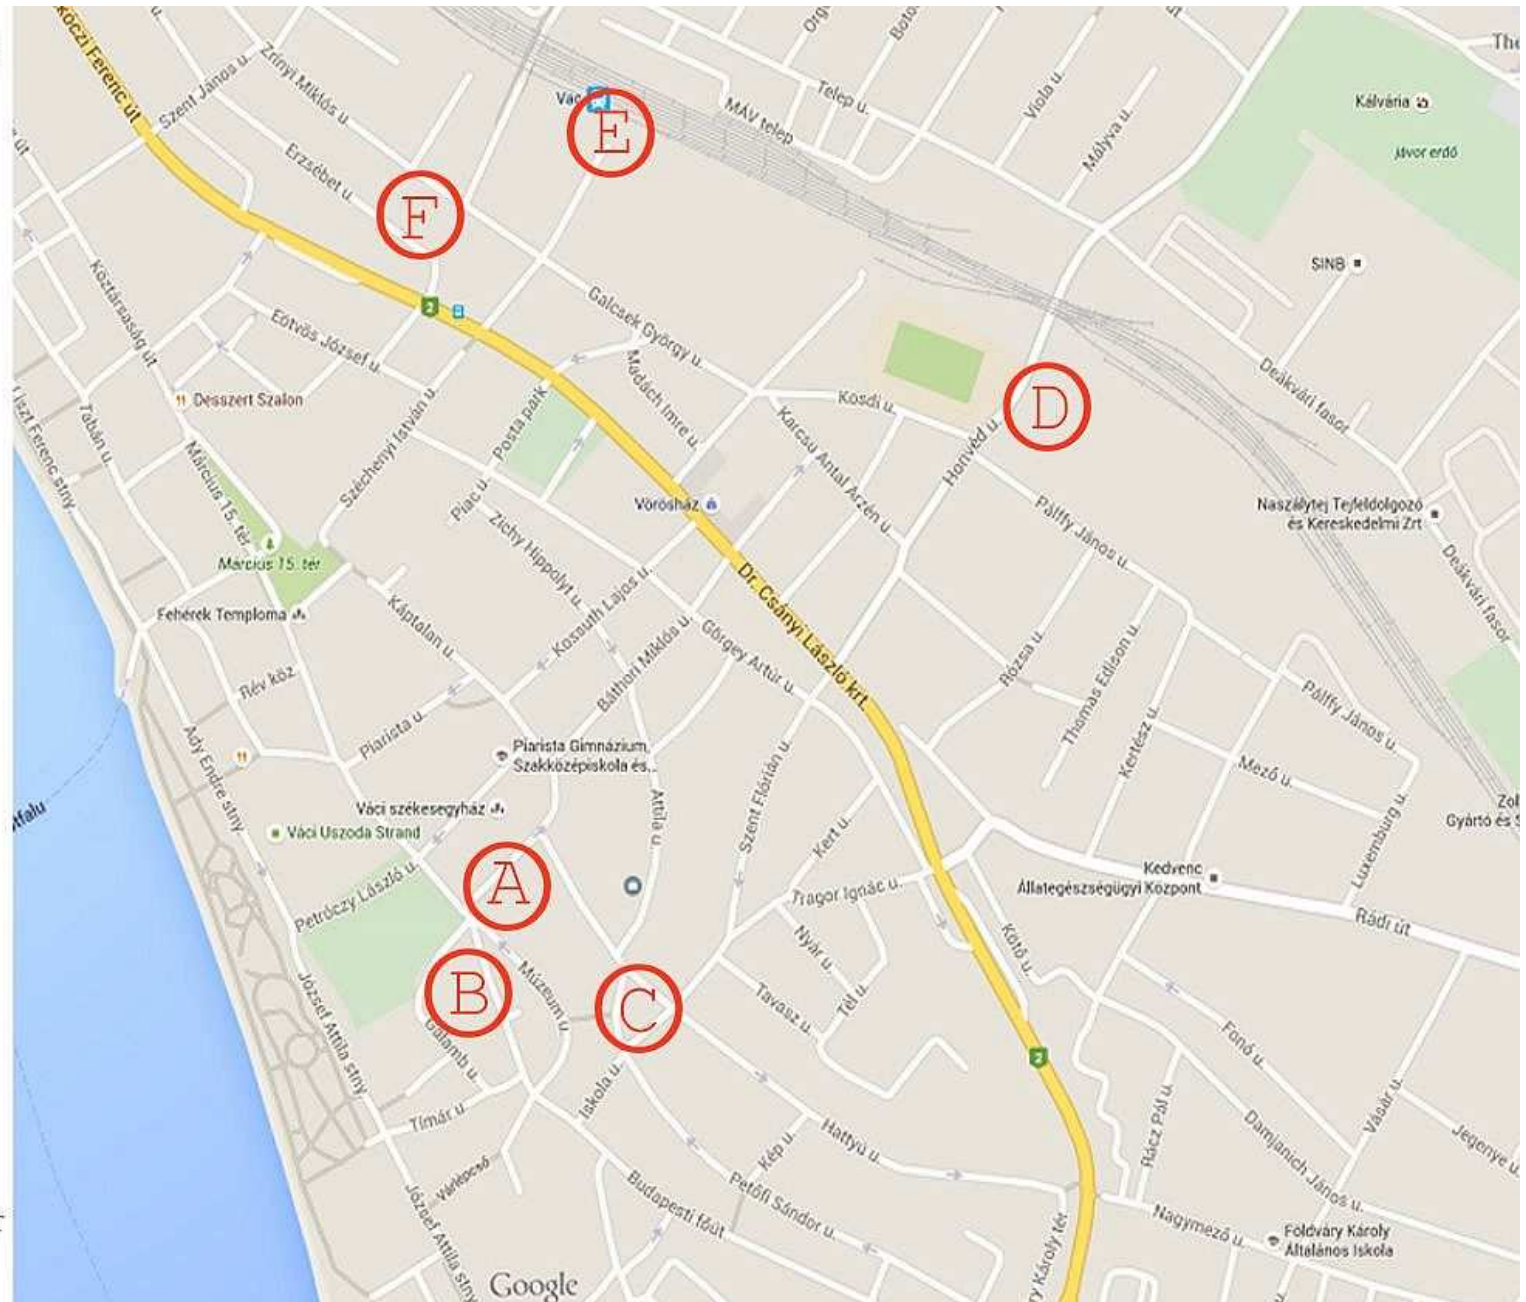 Szent János u.
Zrínyi Miklós u.
Vác
E
Telep u.
MÁV telep
Viola u.
Mályva u.
Kálvária
Jávor erdő
Erzsébet u.
F
SINB
Köztársaság út
2
Galcsek György u.
Eötvös József u.
Madách Imre u.
Deákvári fasor
Desszert Szalon
Liszt Ferenc stny.
Tabán u.
Posta park
Kosdi u.
D
Karcsú Antal Arzén u.
Honvéd u.
Március 15. tér
Széchenyi István u.
Piac u.
Vörösház
Naszálytej Tejfeldolgozó
és Kereskedelmi Zrt
Pálffy János u.
Zichy Hippolyt u.
Március 15. tér
Dr. Csányi László krt.
Deákvári fasor
Fehérek Temploma
Káptalan u.
Kossuth Lajos u.
Görgey Artúr u.
Báthori Miklós u.
Rózsa u.
Thomas Edison u.
Rév köz
Pálffy János u.
Piarista u.
Kertész u.
Ady Endre stny.
Piarista Gimnázium,
Szakközépiskola és...
Mező u.
Szent Flórián u.
Attila u.
Váci székesegyház
Váci Uszoda Strand
Kert u.
Luxemburg u.
Kedvenc
Állategészségügyi Központ
A
Petróczy László u.
Tragor Ignác u.
Rádi út
Nyár u.
Kötő u.
B
Múzeum u.
C
Tavasz u.
Tél u.
József Attila stny.
Galamb u.
Fonó u.
2
Iskola u.
Tímár u.
Hattyú u.
Kép u.
Rácz Pál u.
Vásár u.
Damjanich János u.
Jegenye u.
Várlépcső
Petőfi Sándor u.
Budapesti főút
József Attila stny.
Nagymező u.
Földváry Károly
Általános Iskola
Google